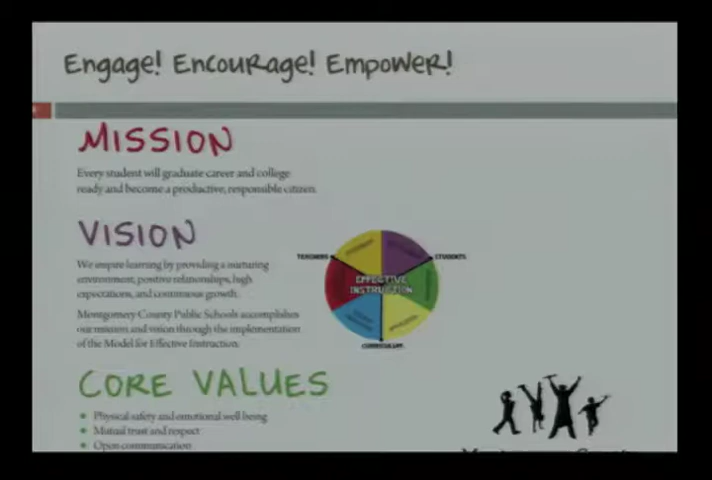 Engage! Encourage! Empower!
MISSION
Every student will graduate career and college
ready and become a productive, responsible citizen.
VISION
We inspire learning by providing a nurturing
environment, positive relationships, high
expectations, and continuous growth.
Montgomery County Public Schools accomplishes
our mission and vision through the implementation
of the Model for Effective Instruction.
TEACHERS
STUDENTS
EFFECTIVE
INSTRUCTION
CURRICULUM
CORE VALUES
Physical safety and emotional well being
Mutual trust and respect
Open communication